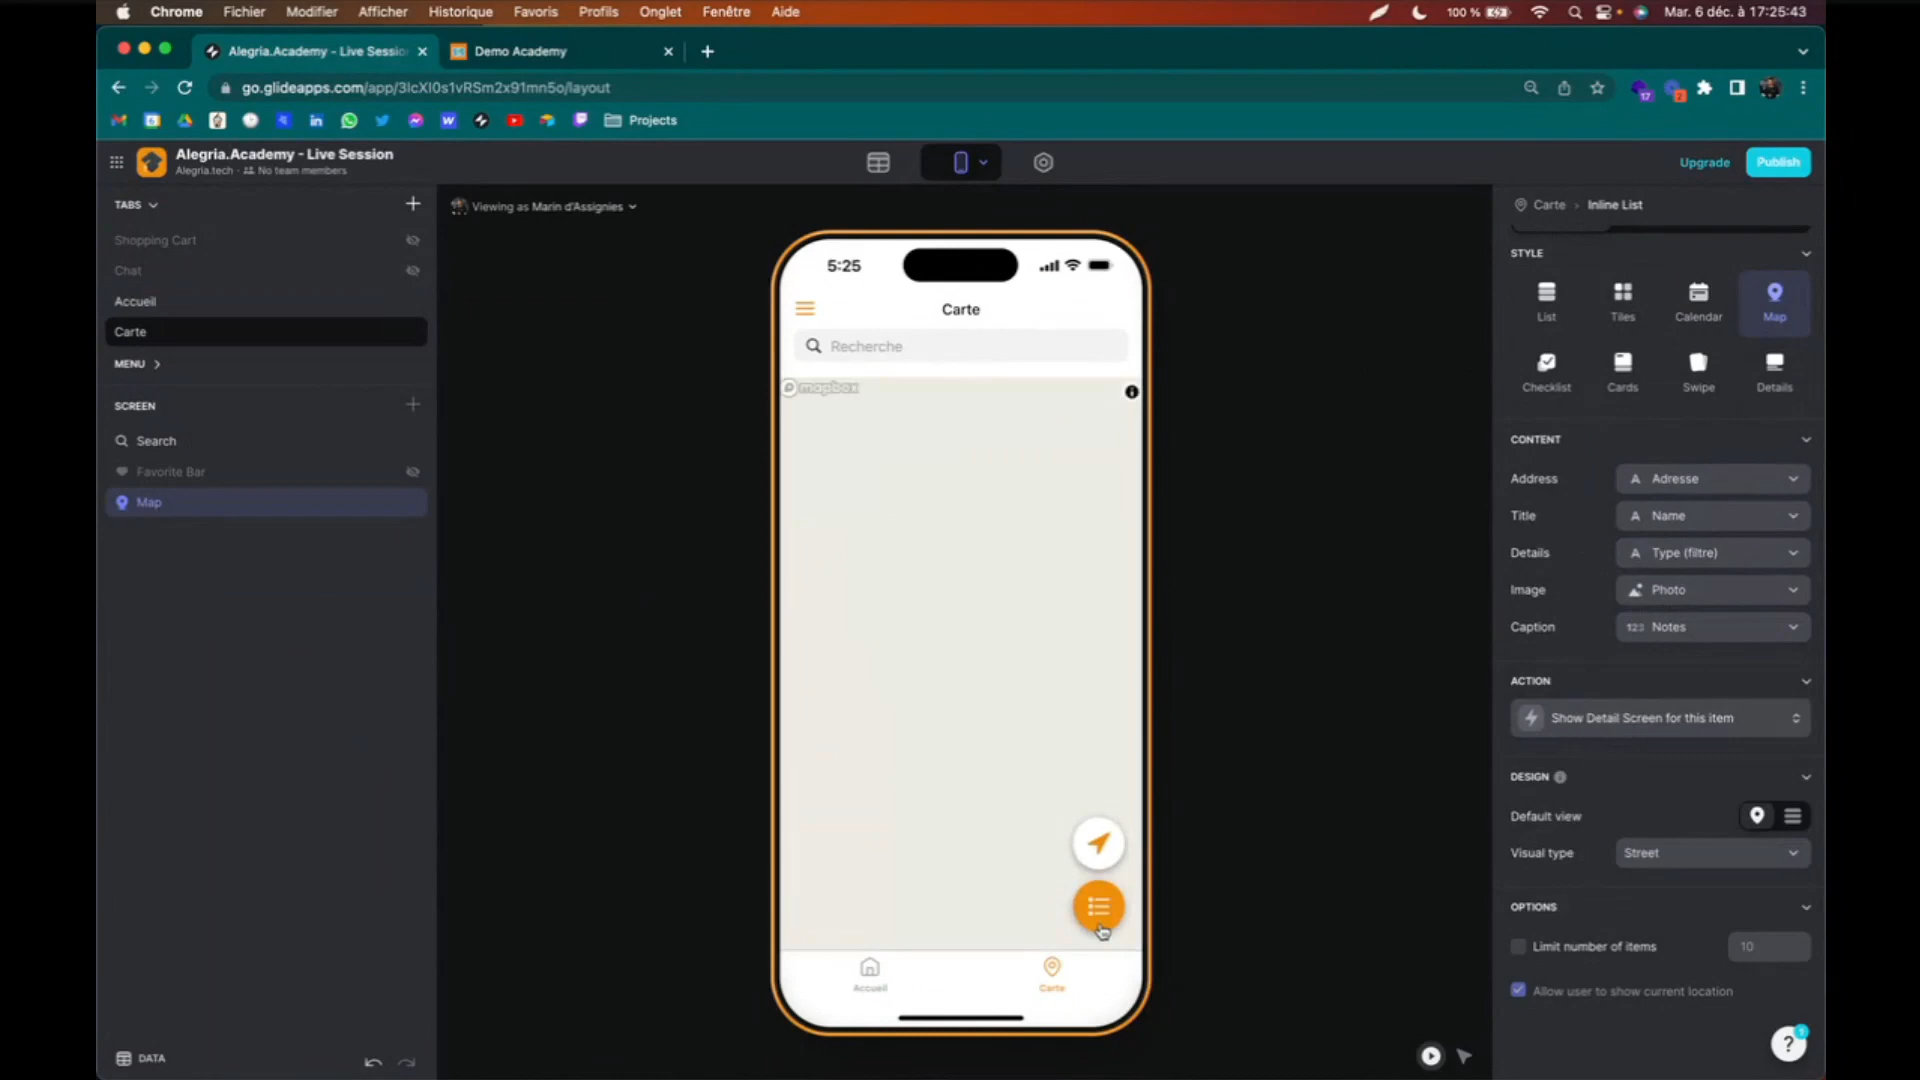 Chrome Fichier Modifier Afficher Historique Favoris Profils Onglet Fenêtre Aide 100 % Mar. 6 déc. à 17:25:43
Alegria.Academy - Live Sessio Demo Academy
go.glideapps.com/app/3lcXI0s1vRSm2x91mn5o/layout
17 2
Projects
Alegria.Academy - Live Session
Alegria.tech - No team members
Upgrade Publish
TABS
Shopping Cart
Chat
Accueil
Carte
MENU
SCREEN
Search
Favorite Bar
Map
DATA
Viewing as Marin d'Assignies
5:25
Carte
Recherche
mapbox
Accueil Carte
Carte > Inline List
STYLE
List Tiles Calendar Map
Checklist Cards Swipe Details
CONTENT
Address A Adresse
Title A Name
Details A Type (filtre)
Image Photo
Caption 123 Notes
ACTION
Show Detail Screen for this item
DESIGN
Default view
Visual type Street
OPTIONS
Limit number of items 10
Allow user to show current location
? 1